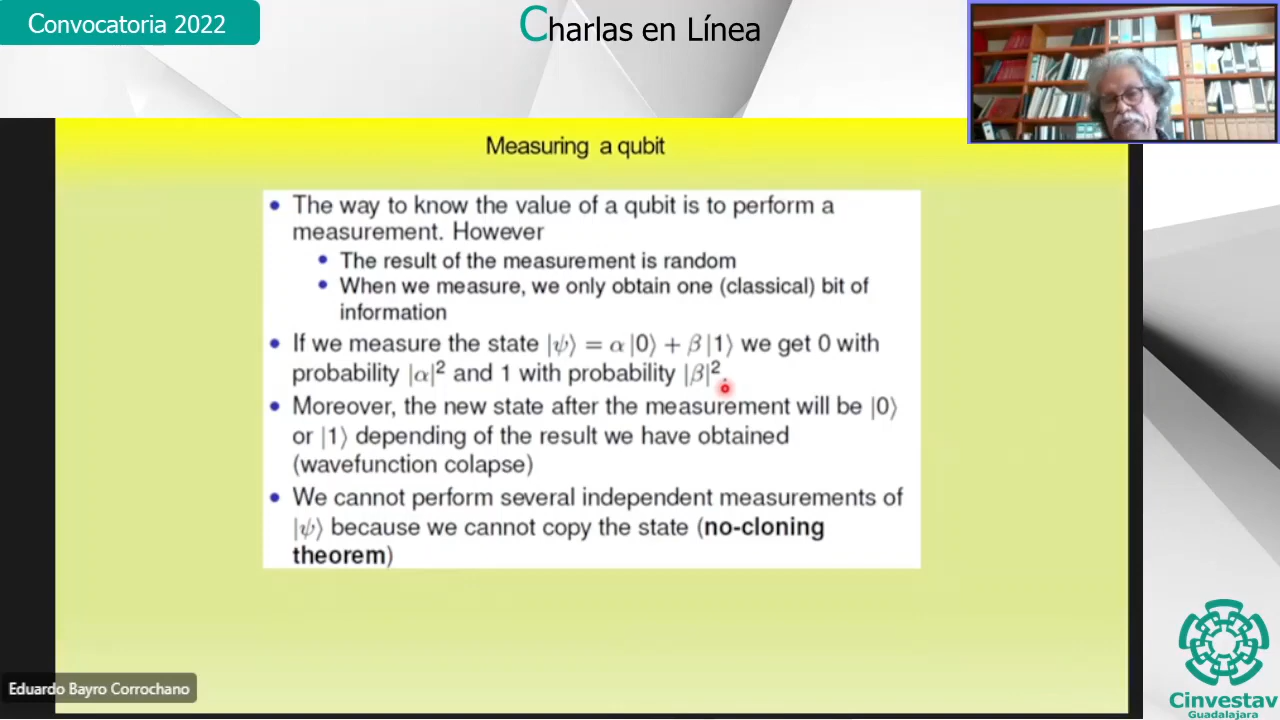 Convocatoria 2022
Charlas en Línea
Measuring a qubit
• The way to know the value of a qubit is to perform a
measurement. However
• The result of the measurement is random
• When we measure, we only obtain one (classical) bit of
information
• If we measure the state |ψ⟩ = α |0⟩ + β |1⟩ we get 0 with
probability |α|² and 1 with probability |β|².
• Moreover, the new state after the measurement will be |0⟩
or |1⟩ depending of the result we have obtained
(wavefunction colapse)
• We cannot perform several independent measurements of
|ψ⟩ because we cannot copy the state (no-cloning
theorem)
Eduardo Bayro Corrochano
Cinvestav
Guadalajara